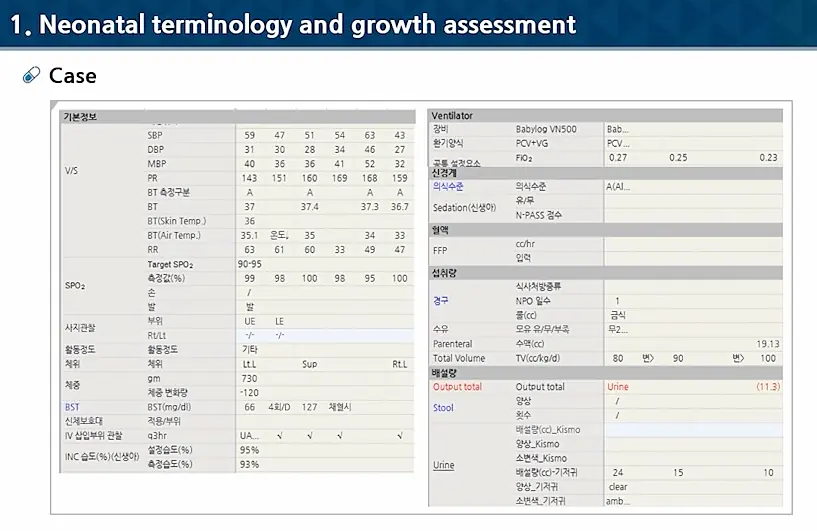 1. Neonatal terminology and growth assessment
Case
기본정보
V/S SBP 59 47 51 54 63 43
DBP 31 30 28 34 46 27
MBP 40 36 36 41 52 32
PR 143 151 160 169 168 159
BT 측정구분 A A A A
BT 37 37.4 37.3 36.7
BT(Skin Temp.) 36
BT(Air Temp.) 35.1 온도↓ 35 34 33
RR 63 61 60 33 49 47
SPO₂ Target SPO₂ 90-95
측정값(%) 99 98 100 98 95 100
손 /
발 발
사지관찰 부위 UE LE
Rt/Lt -/- -/-
활동정도 활동정도 기타
체위 체위 Lt.L Sup Rt.L
체중 gm 730
체중 변화량 -120
BST BST(mg/dl) 66 4회/D 127 채혈시
신체보호대 적용/부위
IV 삽입부위 관찰 q3hr UA... √ √ √ √
INC 습도(%)(신생아) 설정습도(%) 95%
측정습도(%) 93%
Ventilator
장비 Babylog VN500 Bab...
환기양식 PCV+VG PCV...
공통 설정요소 FiO₂ 0.27 0.25 0.23
신경계
의식수준 의식수준 A(Al...
Sedation(신생아) 유/무
N-PASS 점수
혈액
FFP cc/hr
입력
섭취량
경구 식사처방종류
NPO 일수 1
물(cc) 금식
수유 모유 유/무/부족 무2...
Parenteral 수액(cc) 19.13
Total Volume TV(cc/kg/d) 80 변> 90 변> 100
배설량
Output total Output total Urine (11.3)
Stool 양상 /
횟수 /
Urine 배설량(cc)_Kismo
양상_Kismo
소변색_Kismo
배설량(cc)-기저귀 24 15 10
양상_기저귀 clear
소변색_기저귀 amb...